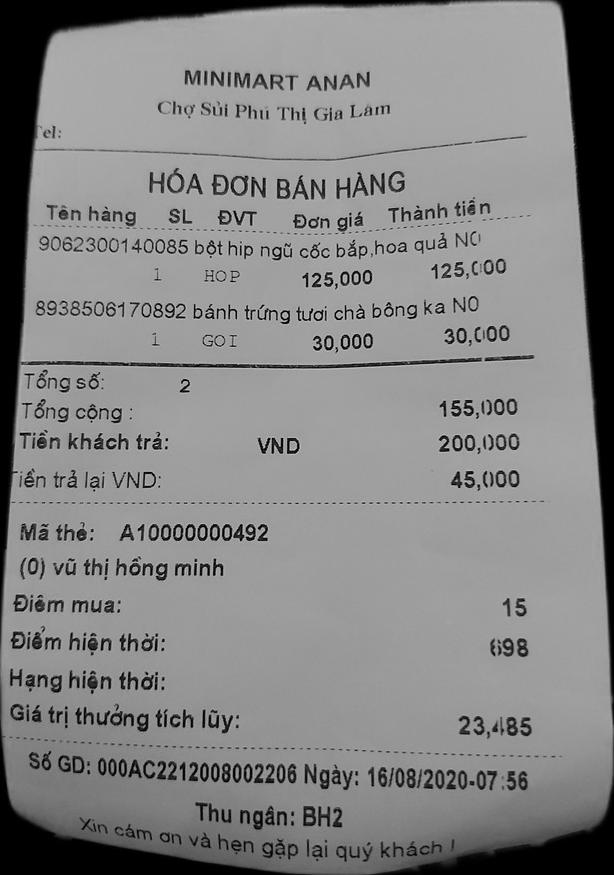 MINIMART ANAN
Chợ Sủi Phú Thị Gia Lâm
Tel:
HÓA ĐƠN BÁN HÀNG
Tên hàng SL ĐVT Đơn giá Thành tiền
9062300140085 bột hip ngũ cốc bắp,hoa quả NO
1 HOP 125,000 125,000
8938506170892 bánh trứng tươi chà bông ka NO
1 GOI 30,000 30,000
Tổng số: 2
Tổng cộng : 155,000
Tiền khách trả: VND 200,000
Tiền trả lại VND: 45,000
Mã thẻ: A10000000492
(0) vũ thị hồng minh
Điểm mua: 15
Điểm hiện thời: 698
Hạng hiện thời:
Giá trị thưởng tích lũy: 23,485
Số GD: 000AC2212008002206 Ngày: 16/08/2020-07:56
Thu ngân: BH2
Xin cám ơn và hẹn gặp lại quý khách !